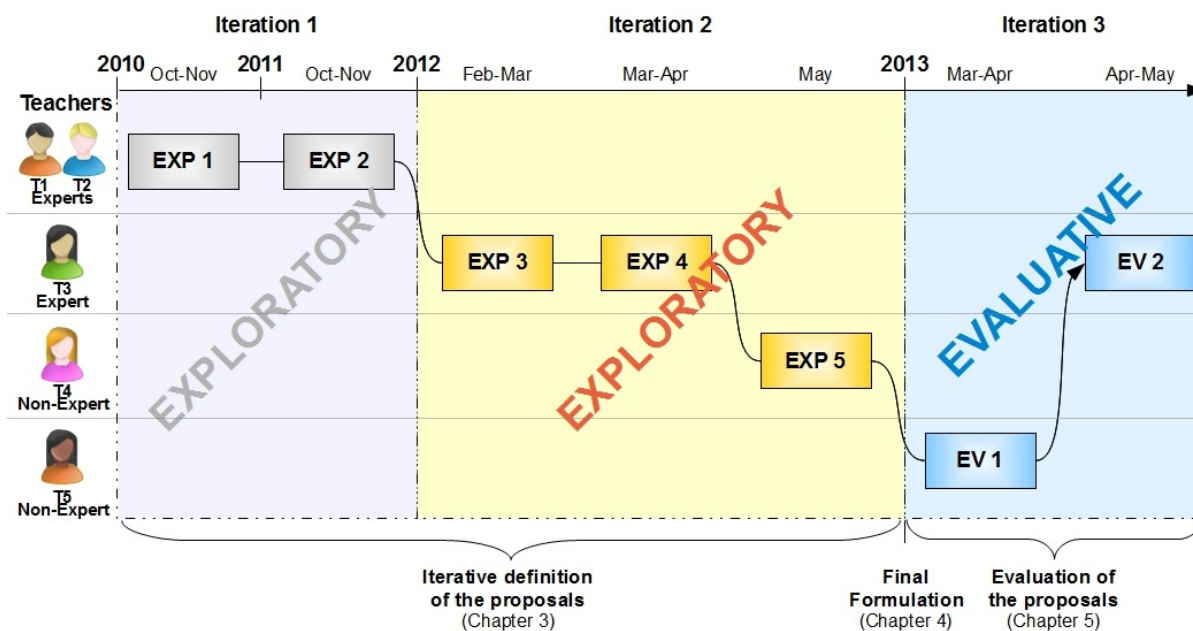 Iteration 1
Iteration 2
Iteration 3
2010
Oct-Nov
2011
Oct-Nov
2012
Feb-Mar
Mar-Apr
May
2013
Mar-Apr
Apr-May
Teachers
T1
T2
Experts
EXP 1
EXP 2
T3
Expert
EXP 3
EXP 4
EV 2
T4
Non-Expert
EXP 5
T5
Non-Expert
EV 1
EXPLORATORY
EXPLORATORY
EVALUATIVE
Iterative definition
of the proposals
(Chapter 3)
Final
Formulation
(Chapter 4)
Evaluation of
the proposals
(Chapter 5)